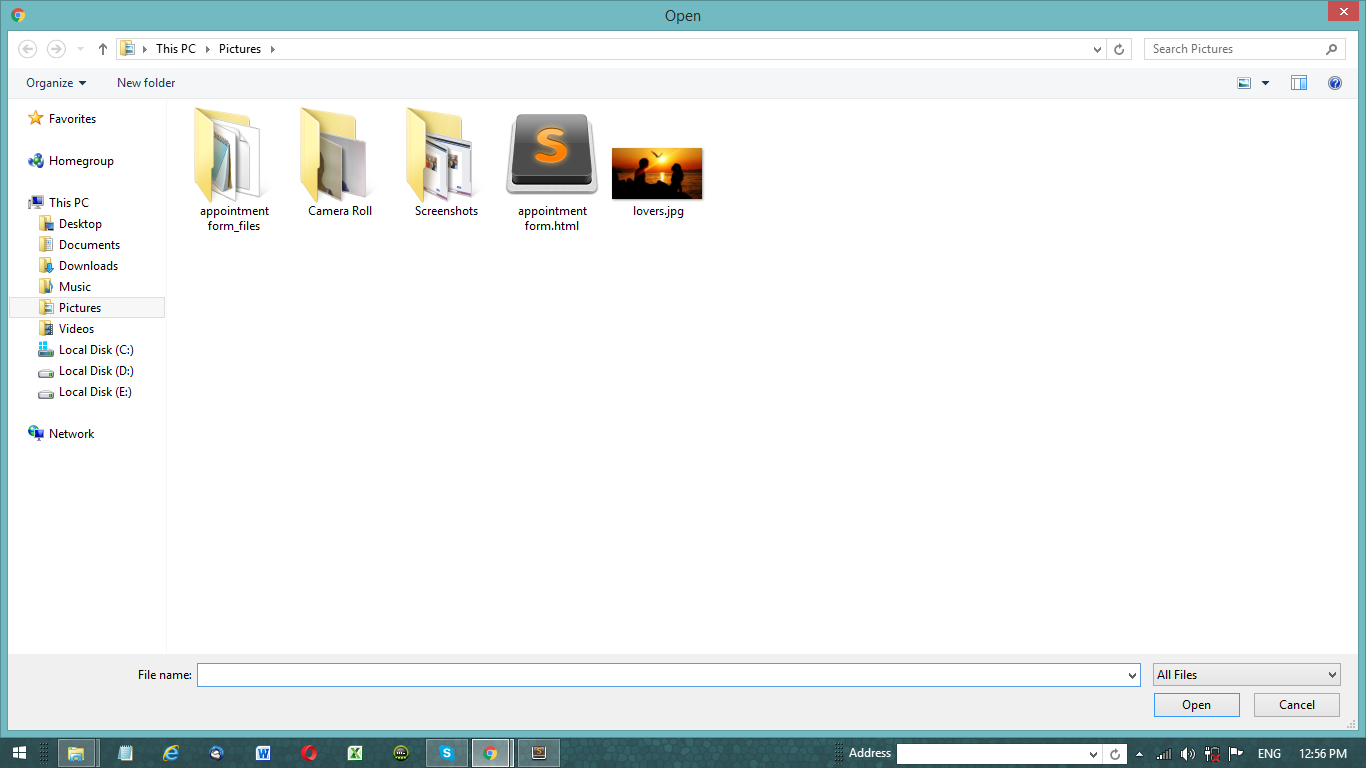 Open
This PC
Pictures
Search Pictures
Organize
New folder
Favorites
Homegroup
This PC
Desktop
Documents
Downloads
Music
Pictures
Videos
Local Disk (C:)
Local Disk (D:)
Local Disk (E:)
Network
appointment
form_files
Camera Roll
Screenshots
appointment
form.html
lovers.jpg
File name:
All Files
Open
Cancel
Address
ENG
12:56 PM